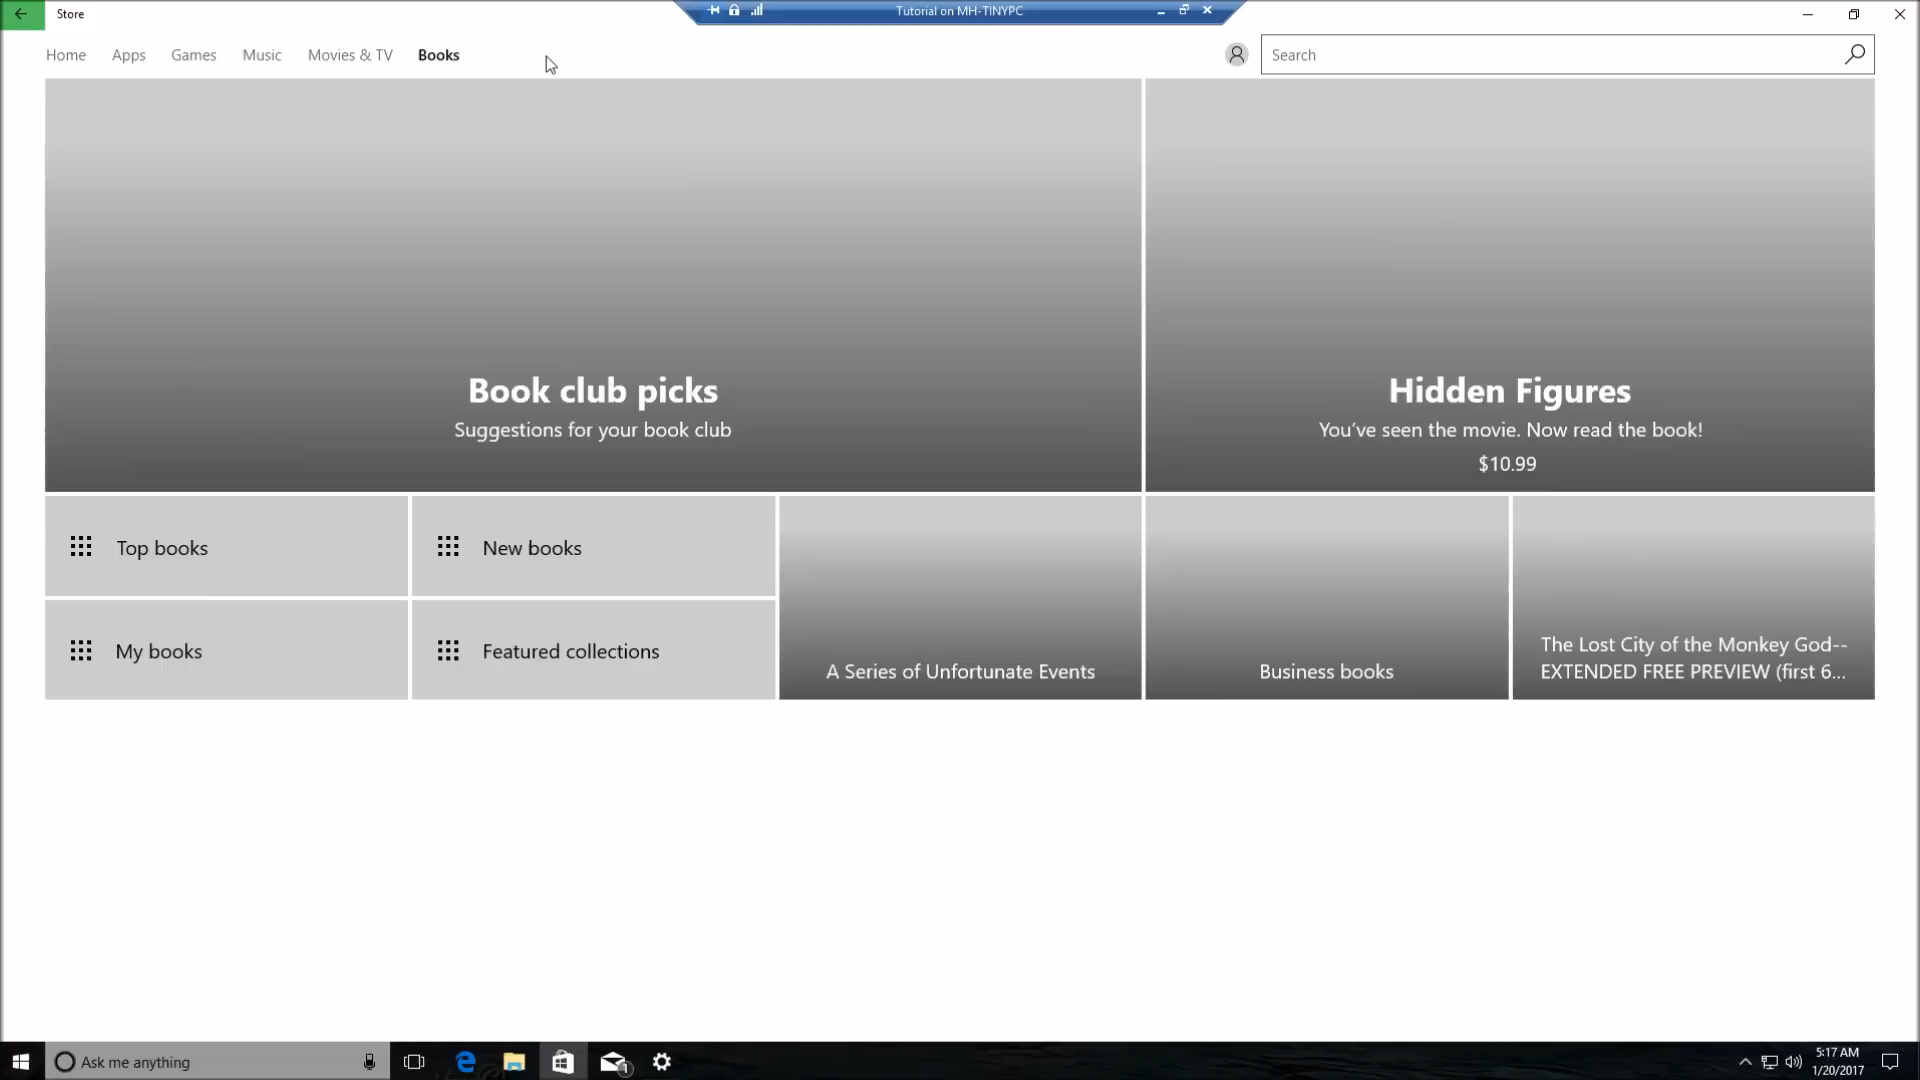 Store
Tutorial on MH-TINYPC
Home
Apps
Games
Music
Movies & TV
Books
Search
Book club picks
Suggestions for your book club
Hidden Figures
You’ve seen the movie. Now read the book!
$10.99
Top books
New books
My books
Featured collections
A Series of Unfortunate Events
Business books
The Lost City of the Monkey God--
EXTENDED FREE PREVIEW (first 6...
Ask me anything
1
5:17 AM
1/20/2017